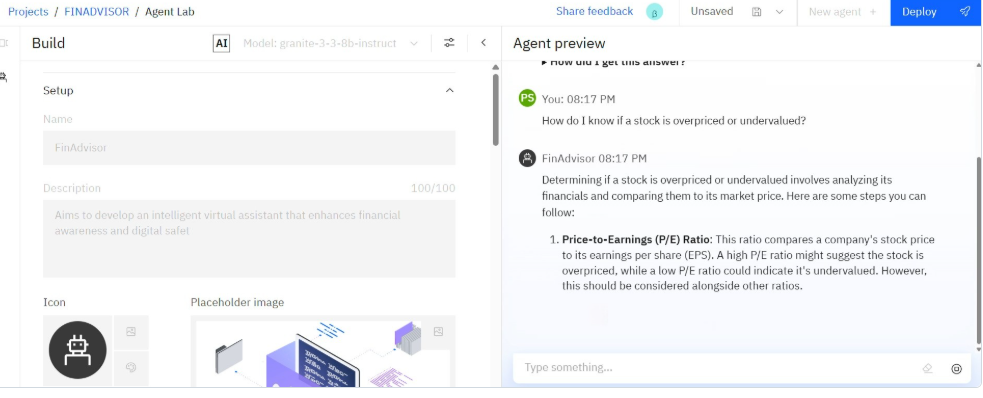 Projects / FINADVISOR / Agent Lab
Share feedback β Unsaved New agent + Deploy
Build AI Model: granite-3-3-8b-instruct
Agent preview
Setup
Name
FinAdvisor
Description 100/100
Aims to develop an intelligent virtual assistant that enhances financial
awareness and digital safet
Icon Placeholder image
How did I get this answer?
PS You: 08:17 PM
How do I know if a stock is overpriced or undervalued?
FinAdvisor 08:17 PM
Determining if a stock is overpriced or undervalued involves analyzing its
financials and comparing them to its market price. Here are some steps you can
follow:
1. Price-to-Earnings (P/E) Ratio: This ratio compares a company's stock price
to its earnings per share (EPS). A high P/E ratio might suggest the stock is
overpriced, while a low P/E ratio could indicate it's undervalued. However,
this should be considered alongside other ratios.
Type something...